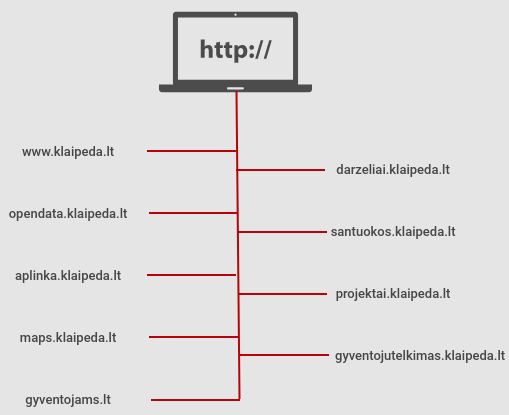 http://
www.klaipeda.lt
darzeliai.klaipeda.lt
opendata.klaipeda.lt
santuokos.klaipeda.lt
aplinka.klaipeda.lt
projektai.klaipeda.lt
maps.klaipeda.lt
gyventojutelkimas.klaipeda.lt
gyventojams.lt